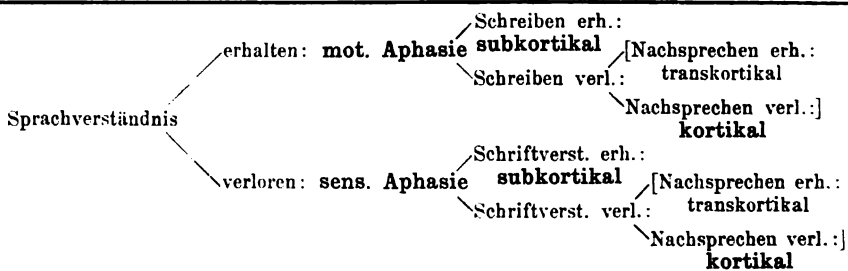 Schreiben erh.:
erhalten: mot. Aphasie subkortikal [Nachsprechen erh.:
Schreiben verl.: transkortikal
Sprachverständnis Nachsprechen verl.:]
kortikal
Schriftverst. erh.:
verloren: sens. Aphasie subkortikal [Nachsprechen erh.:
Schriftverst. verl.: transkortikal
Nachsprechen verl.:]
kortikal